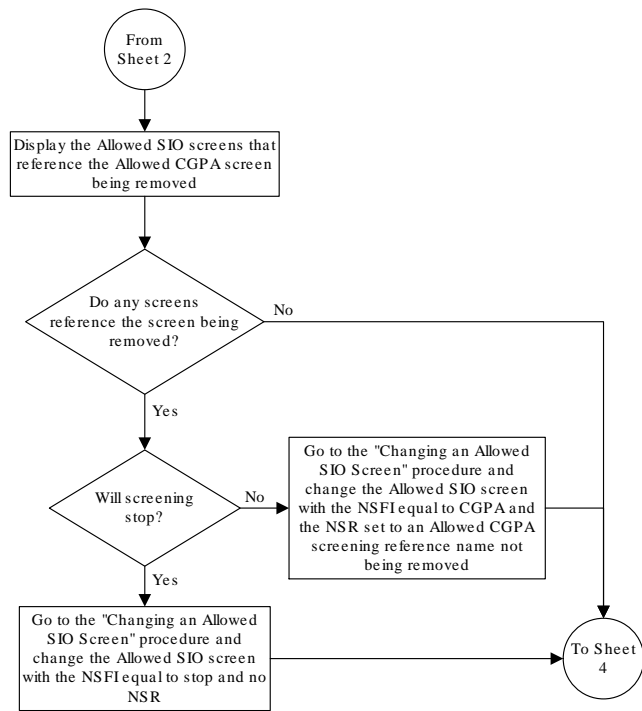 From
Sheet 2
Display the Allowed SIO screens that
reference the Allowed CGPA screen
being removed
Do any screens
reference the screen being
removed?
No
Yes
Will screening
stop?
No
Go to the "Changing an Allowed
SIO Screen" procedure and
change the Allowed SIO screen
with the NSFI equal to CGPA and
the NSR set to an Allowed CGPA
screening reference name not
being removed
Yes
Go to the "Changing an Allowed
SIO Screen" procedure and
change the Allowed SIO screen
with the NSFI equal to stop and no
NSR
To Sheet
4